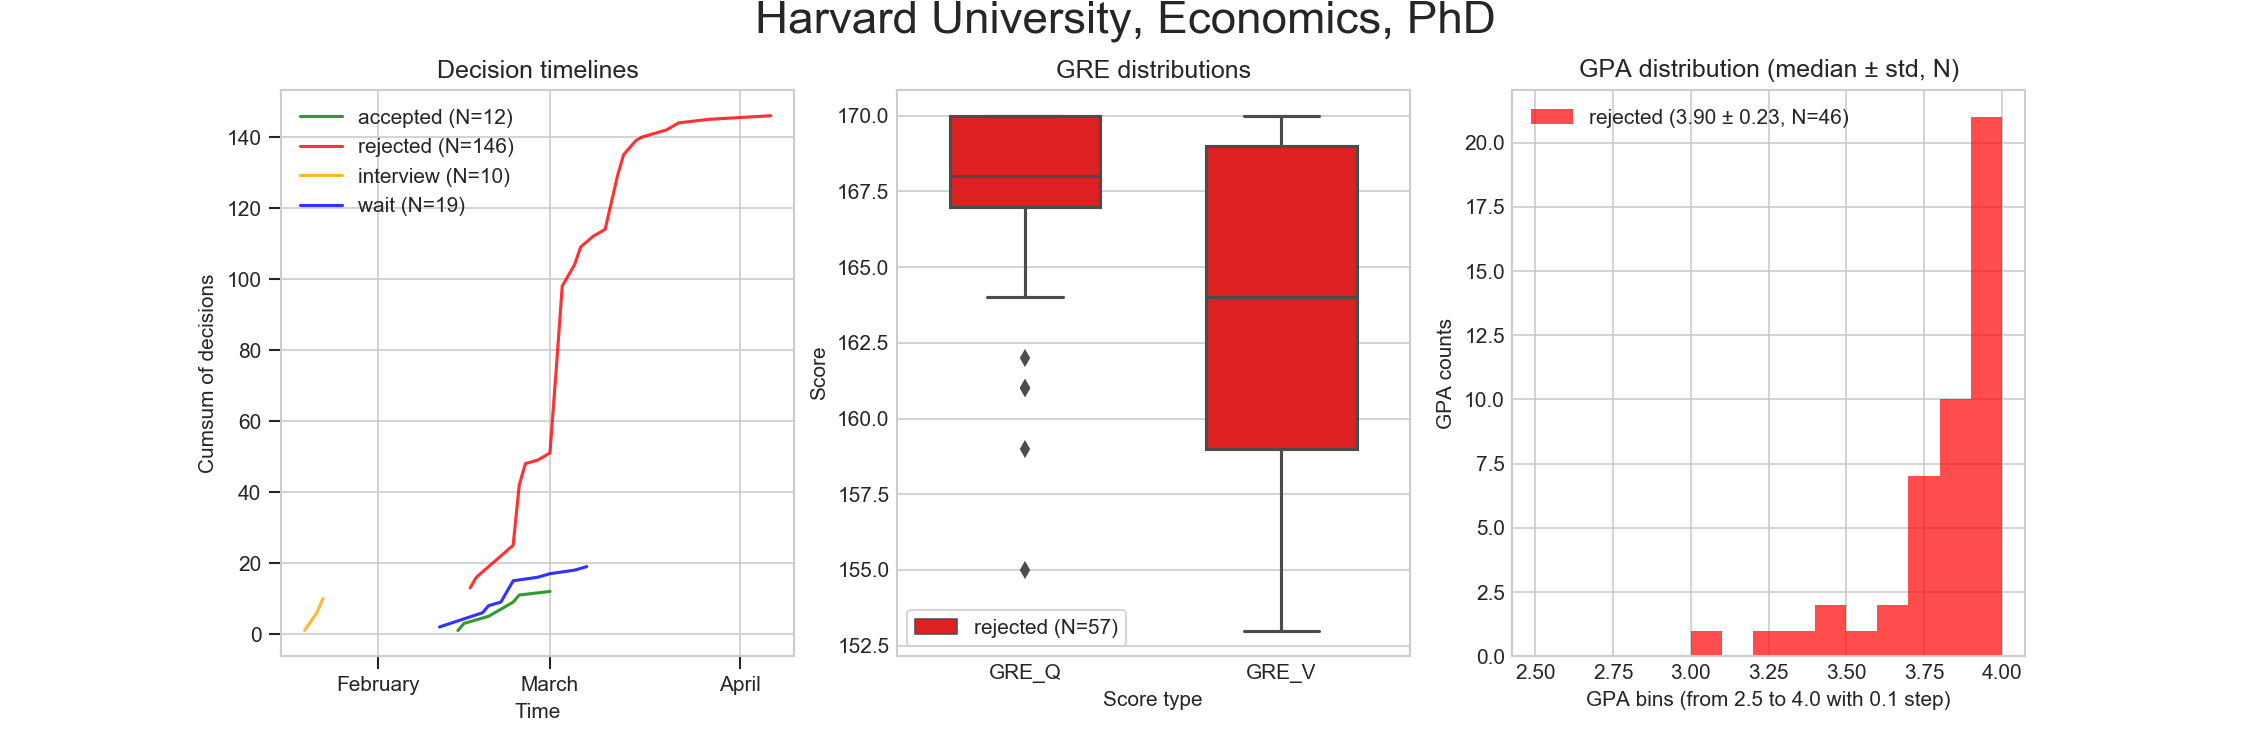 Harvard University, Economics, PhD
Decision timelines
accepted (N=12)
rejected (N=146)
interview (N=10)
wait (N=19)
140
120
100
80
60
40
20
0
Cumsum of decisions
February
March
April
Time
GRE distributions
170.0
167.5
165.0
162.5
160.0
157.5
155.0
152.5
Score
rejected (N=57)
GRE_Q
GRE_V
Score type
GPA distribution (median ± std, N)
rejected (3.90 ± 0.23, N=46)
20.0
17.5
15.0
12.5
10.0
7.5
5.0
2.5
0.0
GPA counts
2.50
2.75
3.00
3.25
3.50
3.75
4.00
GPA bins (from 2.5 to 4.0 with 0.1 step)